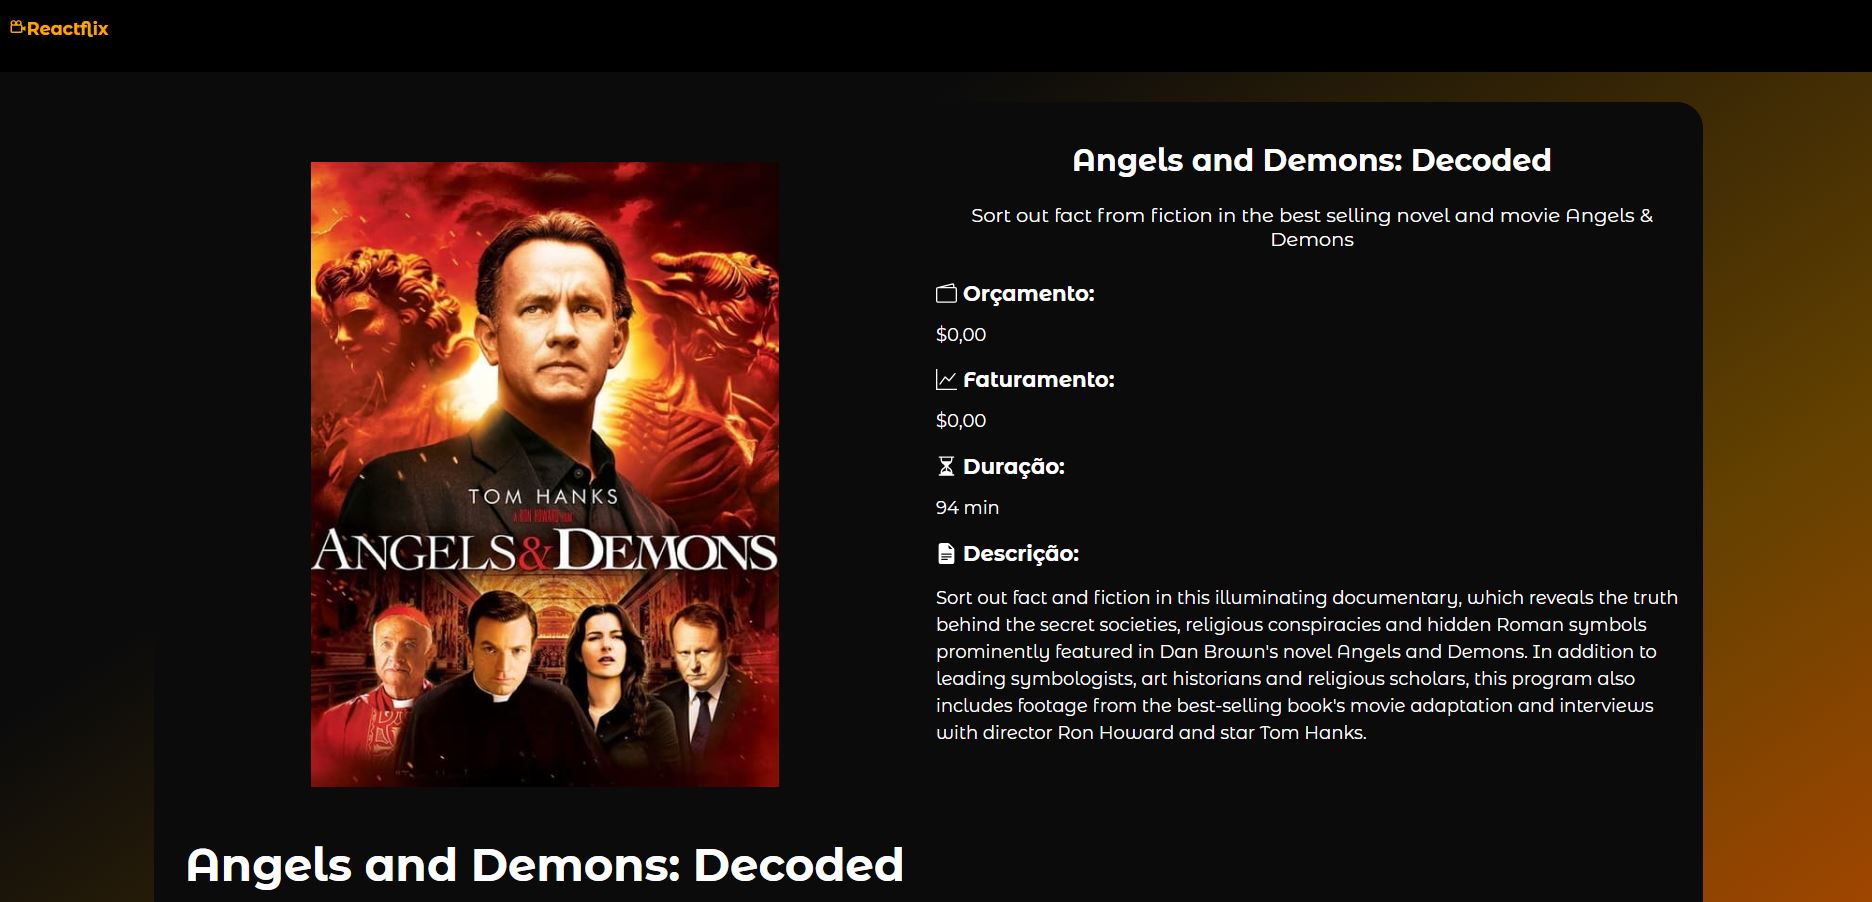 Reactflix
Angels and Demons: Decoded
Sort out fact from fiction in the best selling novel and movie Angels &
Demons
Orçamento:
$0,00
Faturamento:
$0,00
Duração:
94 min
Descrição:
Sort out fact and fiction in this illuminating documentary, which reveals the truth
behind the secret societies, religious conspiracies and hidden Roman symbols
prominently featured in Dan Brown's novel Angels and Demons. In addition to
leading symbologists, art historians and religious scholars, this program also
includes footage from the best-selling book's movie adaptation and interviews
with director Ron Howard and star Tom Hanks.
TOM HANKS
A RON HOWARD FILM
ANGELS & DEMONS
Angels and Demons: Decoded